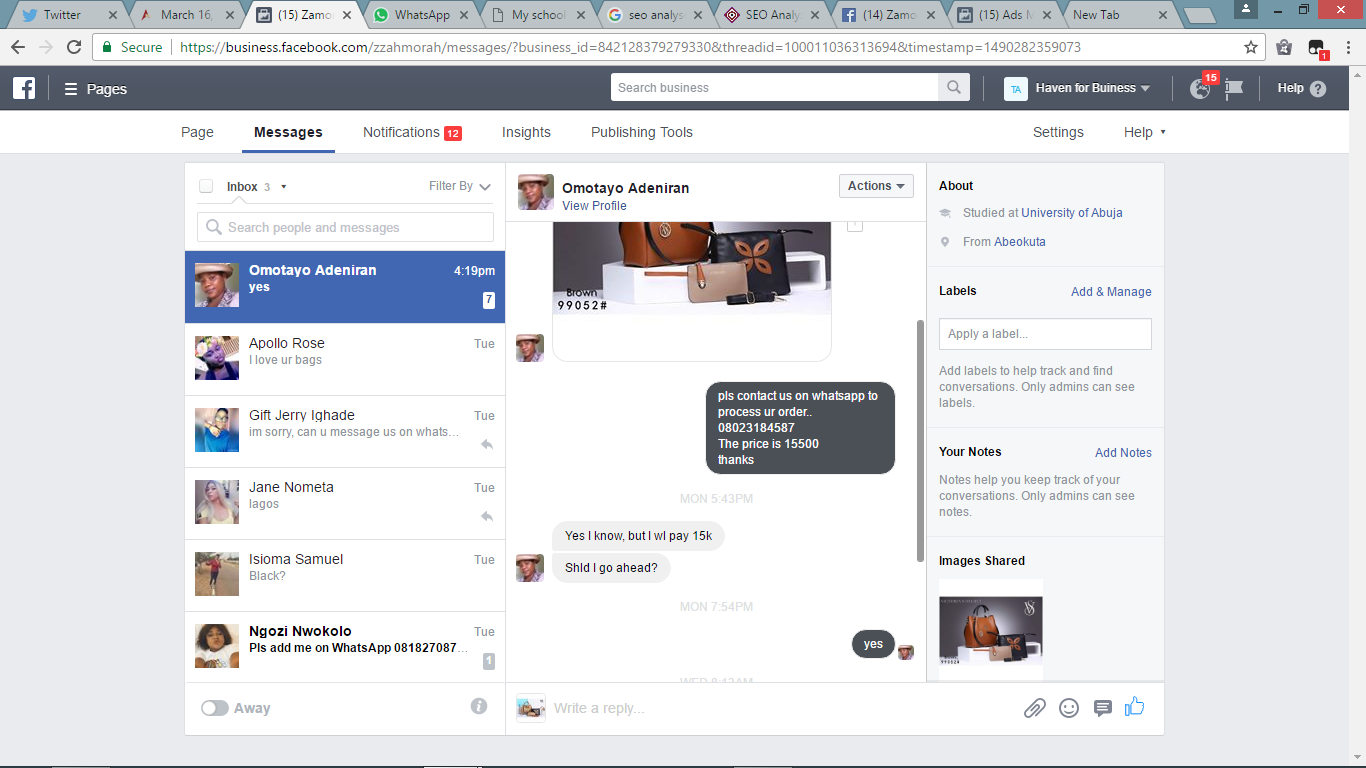 Twitter
March 16,
(15) Zamo
WhatsApp
My school
seo analys
SEO Analy
(14) Zamo
(15) Ads M
New Tab
Secure https://business.facebook.com/zzahmorah/messages/?business_id=842128379279330&threadid=100011036313694&timestamp=1490282359073
1
Pages
Search business
TA
Haven for Buiness
15
Help
Page
Messages
Notifications 12
Insights
Publishing Tools
Settings
Help
Inbox 3
Filter By
Search people and messages
Omotayo Adeniran 4:19pm
yes
7
Apollo Rose Tue
I love ur bags
Gift Jerry Ighade Tue
im sorry, can u message us on whats...
Jane Nometa Tue
lagos
Isioma Samuel Tue
Black?
Ngozi Nwokolo Tue
Pls add me on WhatsApp 081827087...
1
Away
Omotayo Adeniran
View Profile
Actions
Brown
99052#
pls contact us on whatsapp to
process ur order..
08023184587
The price is 15500
thanks
MON 5:43PM
Yes I know, but I wl pay 15k
Shld I go ahead?
MON 7:54PM
yes
Write a reply...
About
Studied at University of Abuja
From Abeokuta
Labels
Add & Manage
Apply a label...
Add labels to help track and find
conversations. Only admins can see
labels.
Your Notes
Add Notes
Notes help you keep track of your
conversations. Only admins can see
notes.
Images Shared
99052#